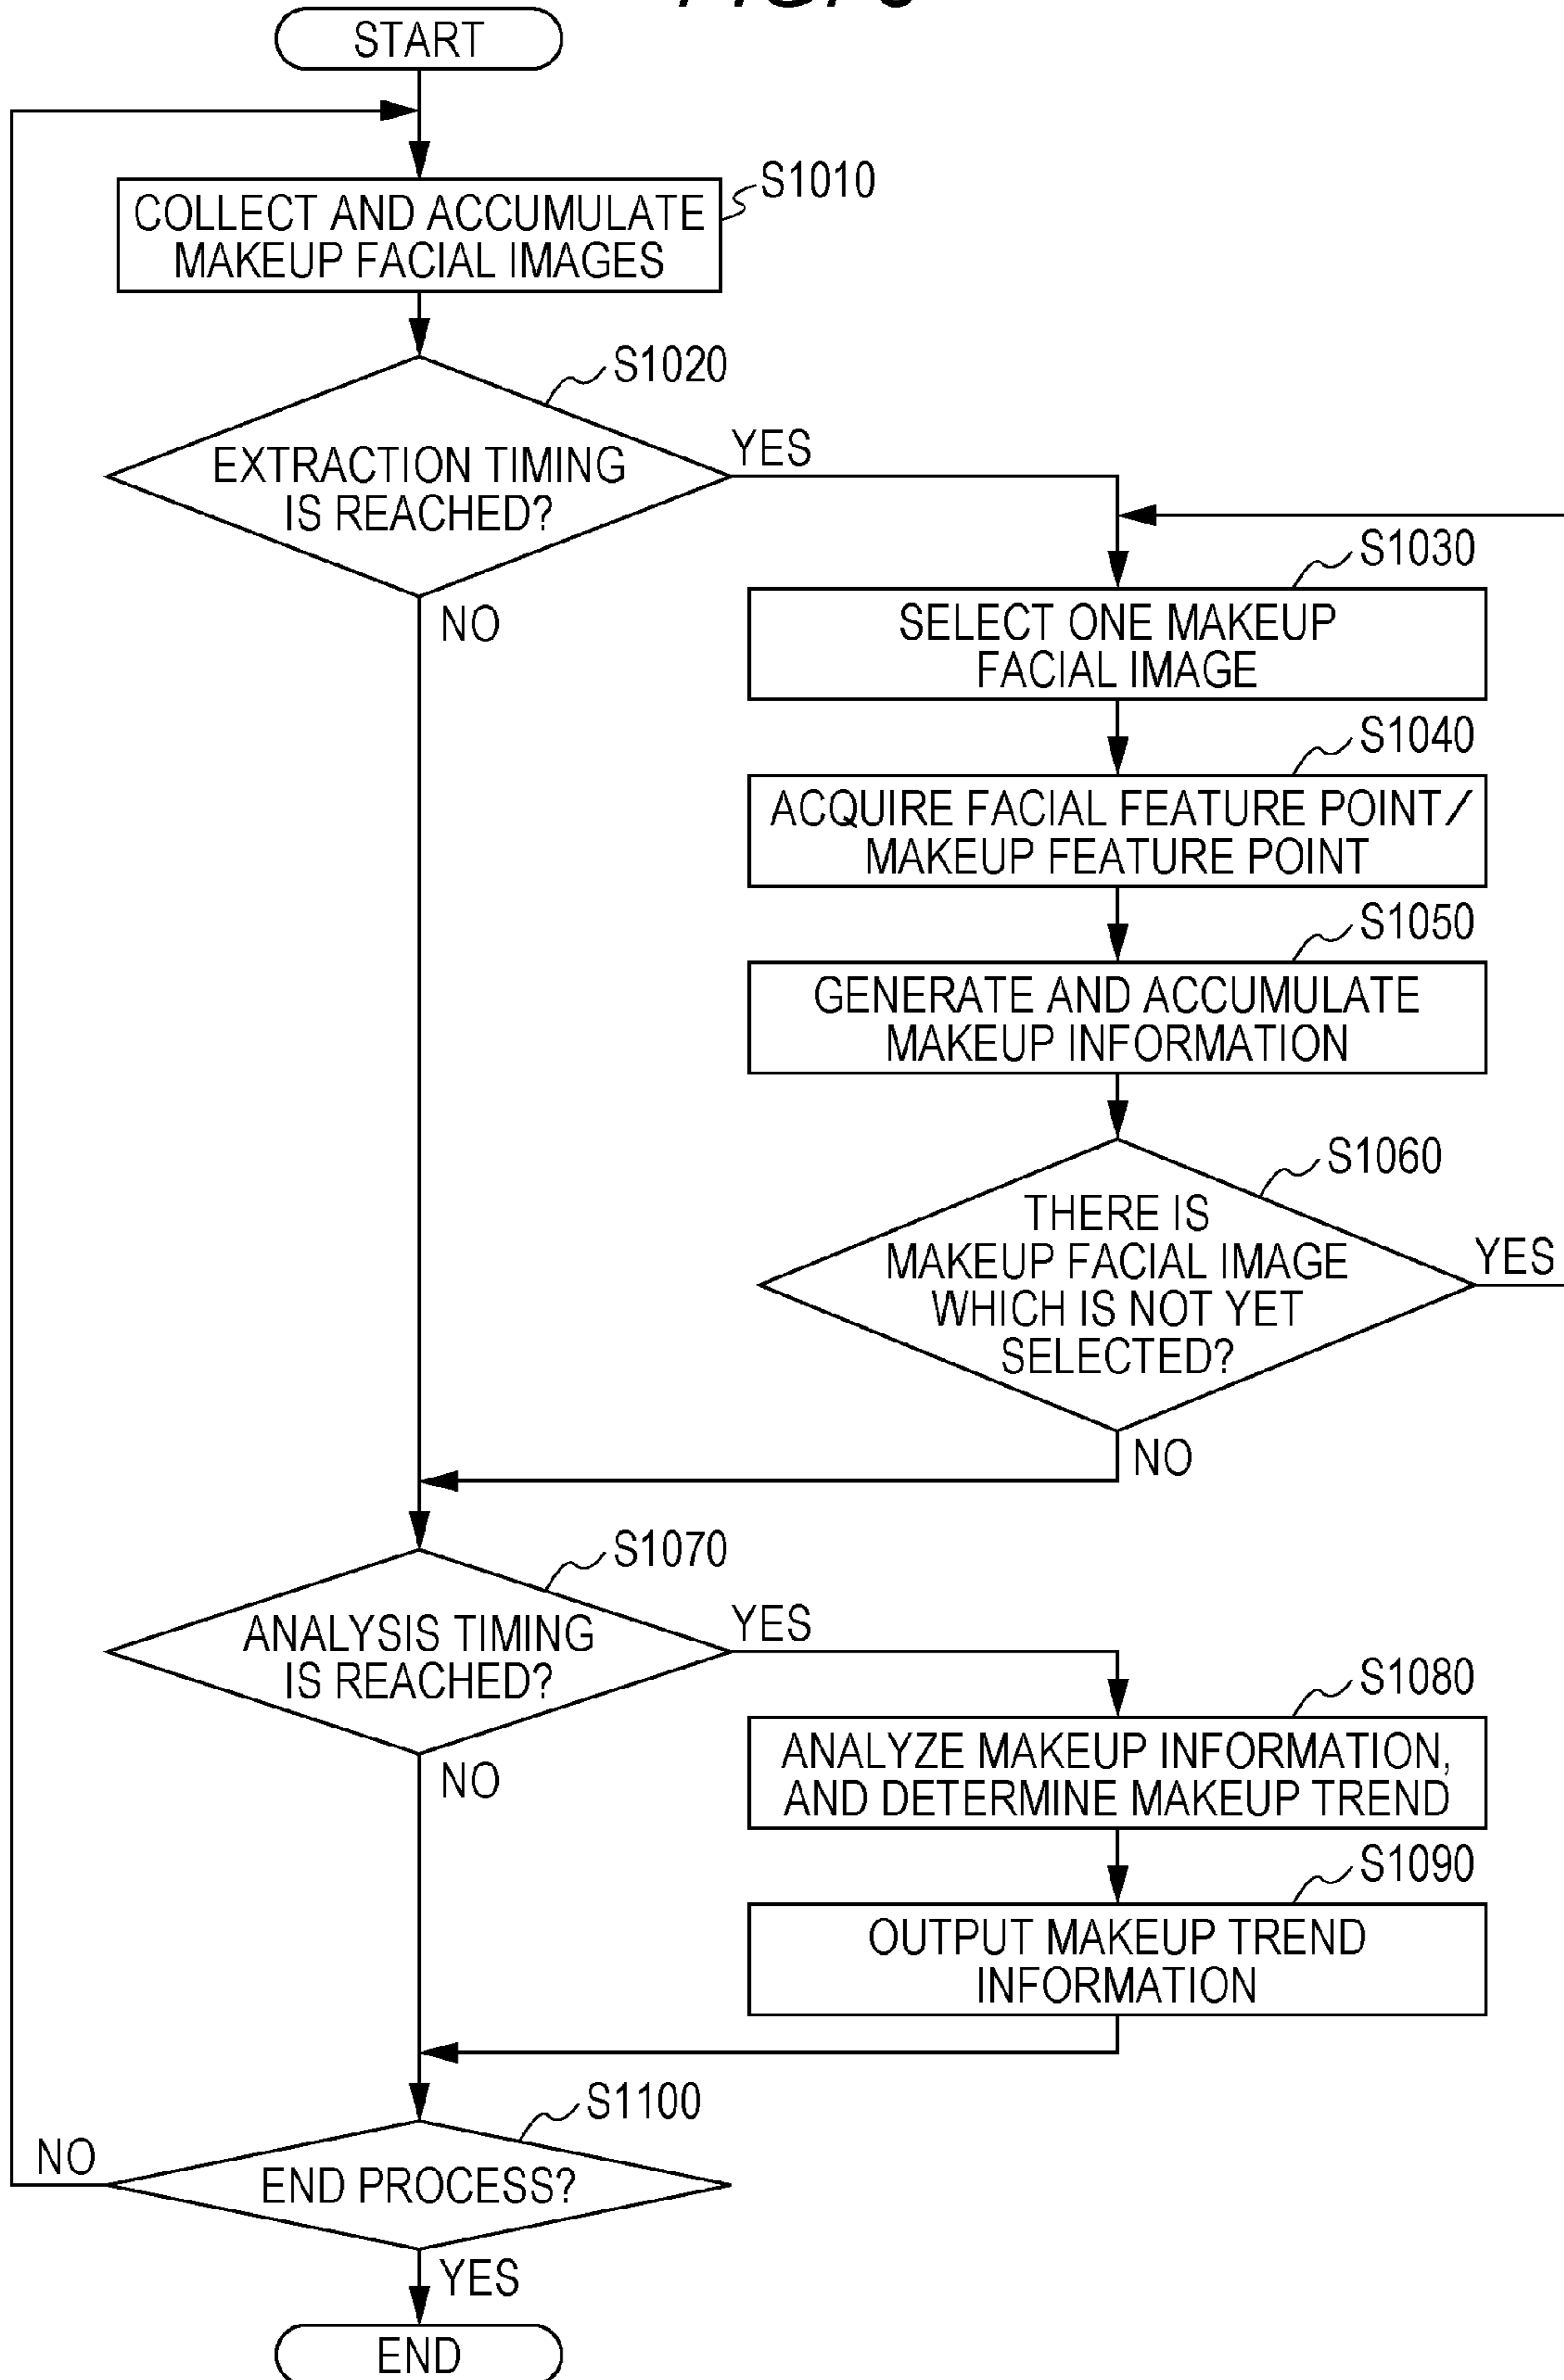 START
S1010
COLLECT AND ACCUMULATE
MAKEUP FACIAL IMAGES
S1020
EXTRACTION TIMING
IS REACHED?
YES
NO
S1030
SELECT ONE MAKEUP
FACIAL IMAGE
S1040
ACQUIRE FACIAL FEATURE POINT/
MAKEUP FEATURE POINT
S1050
GENERATE AND ACCUMULATE
MAKEUP INFORMATION
S1060
THERE IS
MAKEUP FACIAL IMAGE
WHICH IS NOT YET
SELECTED?
YES
NO
S1070
ANALYSIS TIMING
IS REACHED?
YES
NO
S1080
ANALYZE MAKEUP INFORMATION,
AND DETERMINE MAKEUP TREND
S1090
OUTPUT MAKEUP TREND
INFORMATION
S1100
END PROCESS?
NO
YES
END